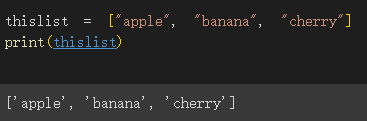 thislist = ["apple", "banana", "cherry"]
print(thislist)
['apple', 'banana', 'cherry']